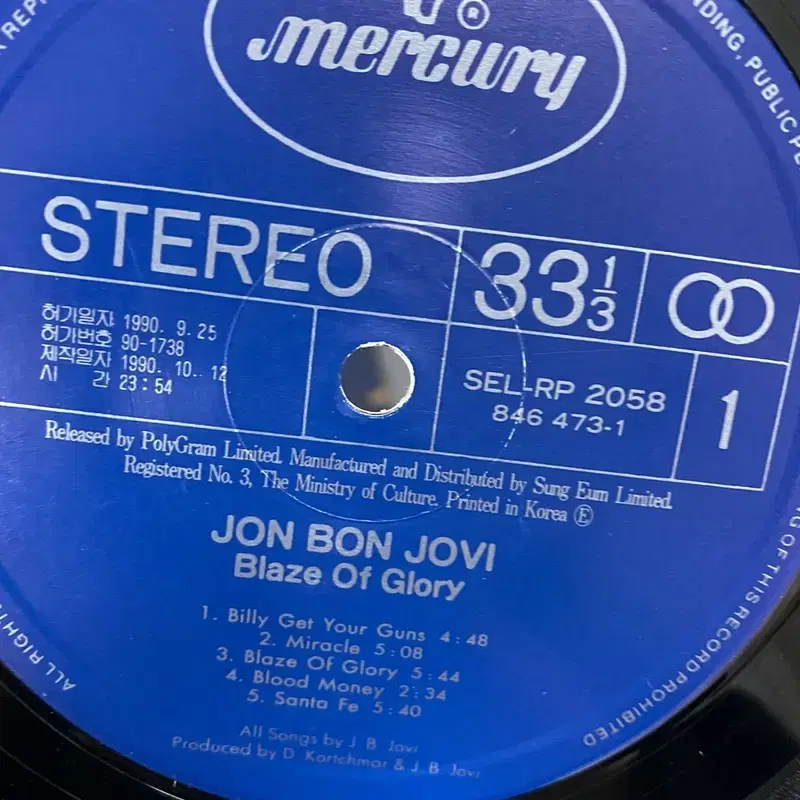 mercury ®
STEREO
33 1/3
허가일자 1990. 9. 25
허가번호 90-1738
제작일자 1990. 10. 12
시 간 23:54
SEL-RP 2058
846 473-1
1
Released by PolyGram Limited. Manufactured and Distributed by Sung Eum Limited.
Registered No. 3, The Ministry of Culture. Printed in Korea Ⓔ
JON BON JOVI
Blaze Of Glory
1. Billy Get Your Guns 4:48
2. Miracle 5:08
3. Blaze Of Glory 5:44
4. Blood Money 2:34
5. Santa Fe 5:40
All Songs by J. B. Jovi
Produced by D. Kortchmar & J. B. Jovi
ALL RIGHTS
PUBLIC
OF THIS RECORD PROHIBITED